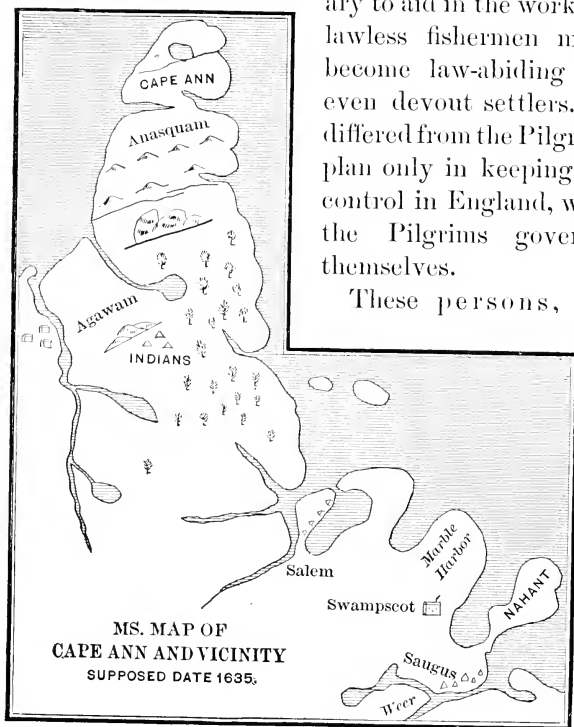 ary to aid in the work
lawless fishermen m
become law-abiding
even devout settlers.
differed from the Pilgr
plan only in keeping
control in England, w
the Pilgrims gover
themselves.
These persons,
CAPE ANN
Anasquam
Agawam
INDIANS
Salem
Marble
Harbor
Swampscot
NAHANT
Saugus
Weer
MS. MAP OF
CAPE ANN AND VICINITY
SUPPOSED DATE 1635.